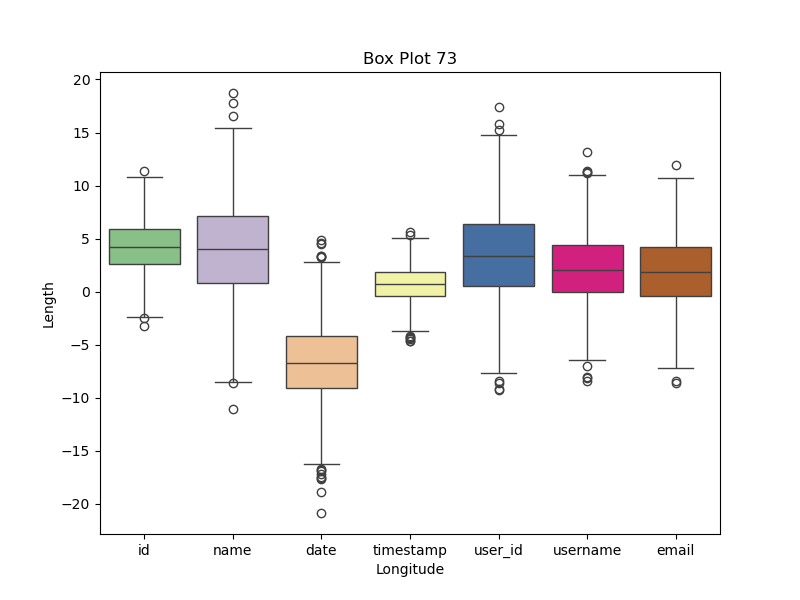 Box Plot 73
Length
20
15
10
5
0
−5
−10
−15
−20
id name date timestamp user_id username email
Longitude